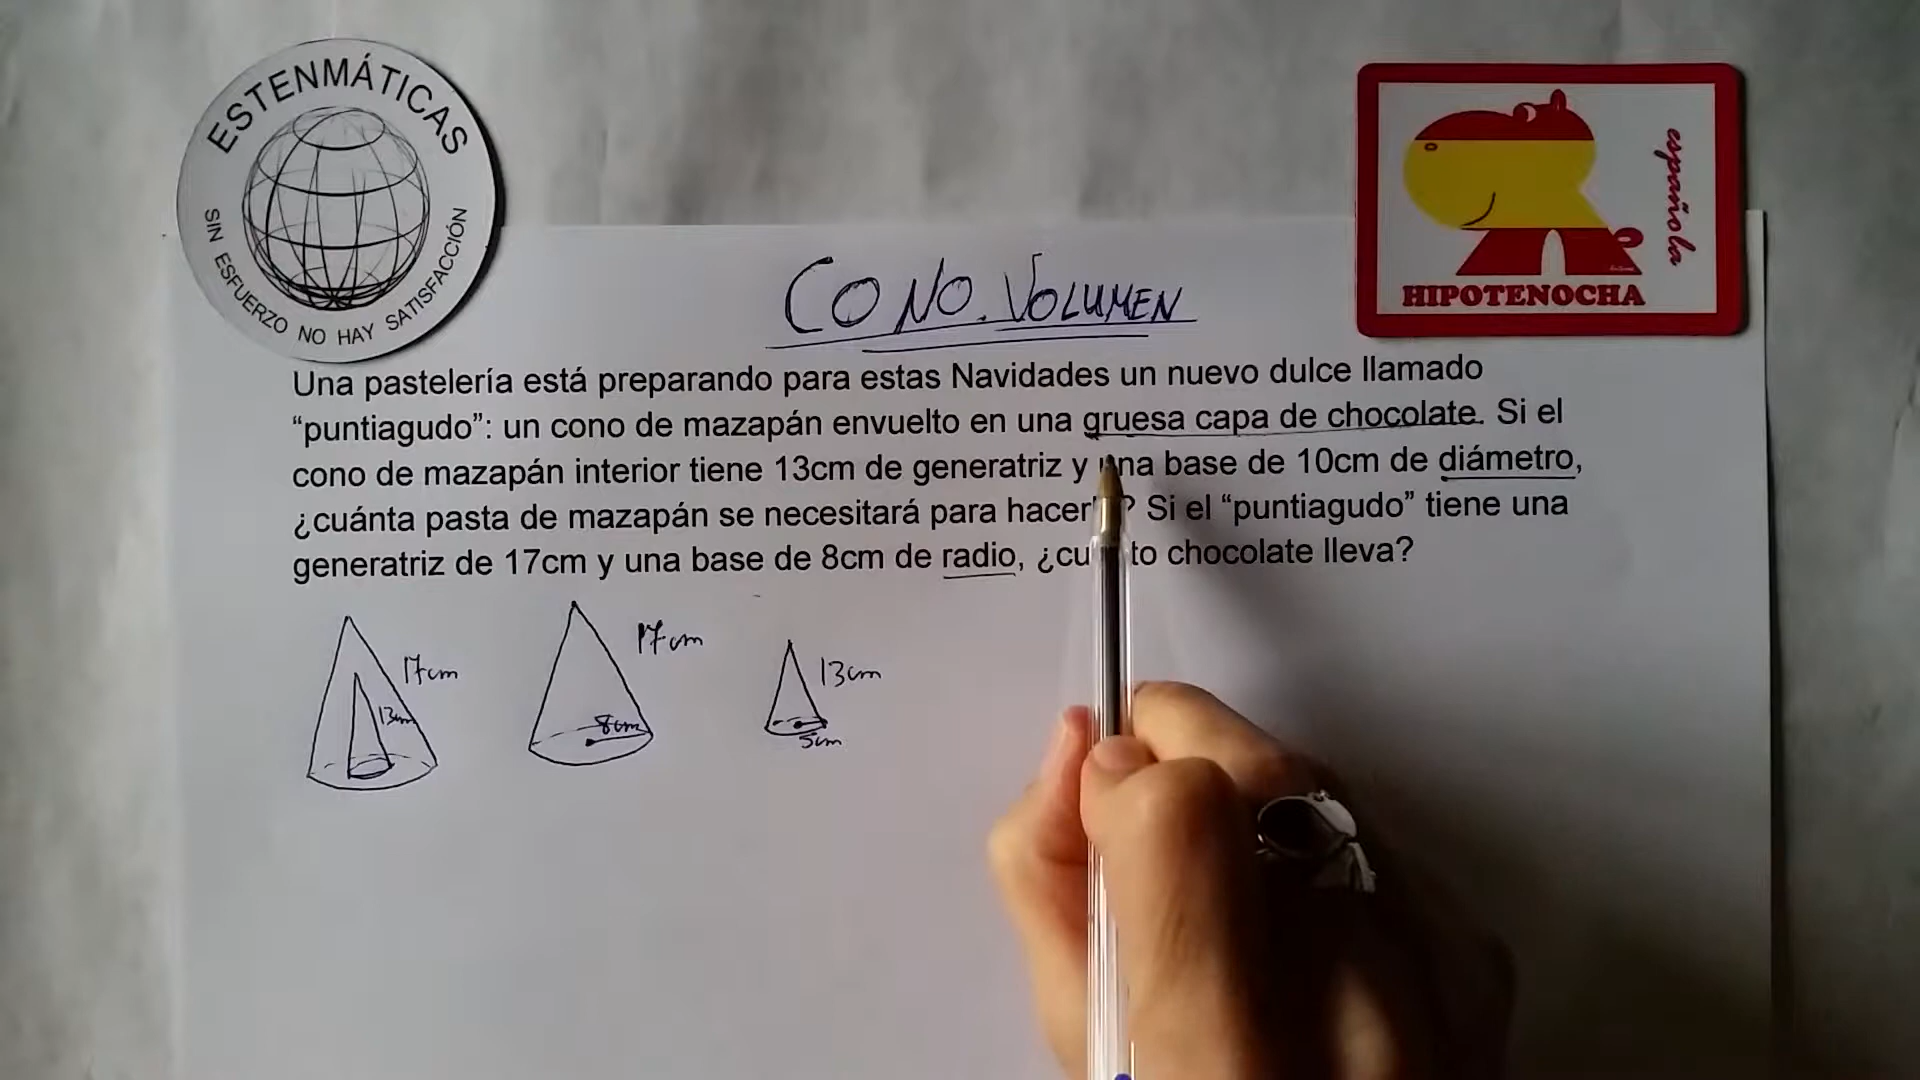 ESTENMÁTICAS
SIN ESFUERZO NO HAY SATISFACCIÓN
española
HIPOTENOCHA
CONO. VOLUMEN
Una pastelería está preparando para estas Navidades un nuevo dulce llamado
“puntiagudo”: un cono de mazapán envuelto en una gruesa capa de chocolate. Si el
cono de mazapán interior tiene 13cm de generatriz y una base de 10cm de diámetro,
¿cuánta pasta de mazapán se necesitará para ? Si el “puntiagudo” tiene una
generatriz de 17cm y una base de 8cm de radio, chocolate lleva?
17cm
13cm
17cm
8cm
13cm
5cm